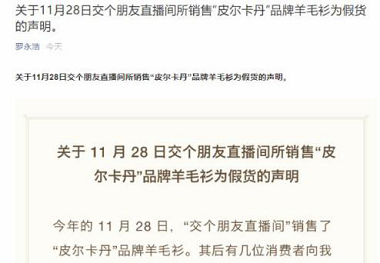 关于11月28日交个朋友直播间所销售“皮尔卡丹”品牌羊毛衫为假货
的声明。
罗永浩 今天
关于11月28日交个朋友直播间所销售“皮尔卡丹”品牌羊毛衫为假货的声明。
关于 11 月 28 日交个朋友直播间所销售“皮
尔卡丹”品牌羊毛衫为假货的声明
今年的 11 月 28 日，“交个朋友直播间”销售了
“皮尔卡丹”品牌羊毛衫。其后有几位消费者向我